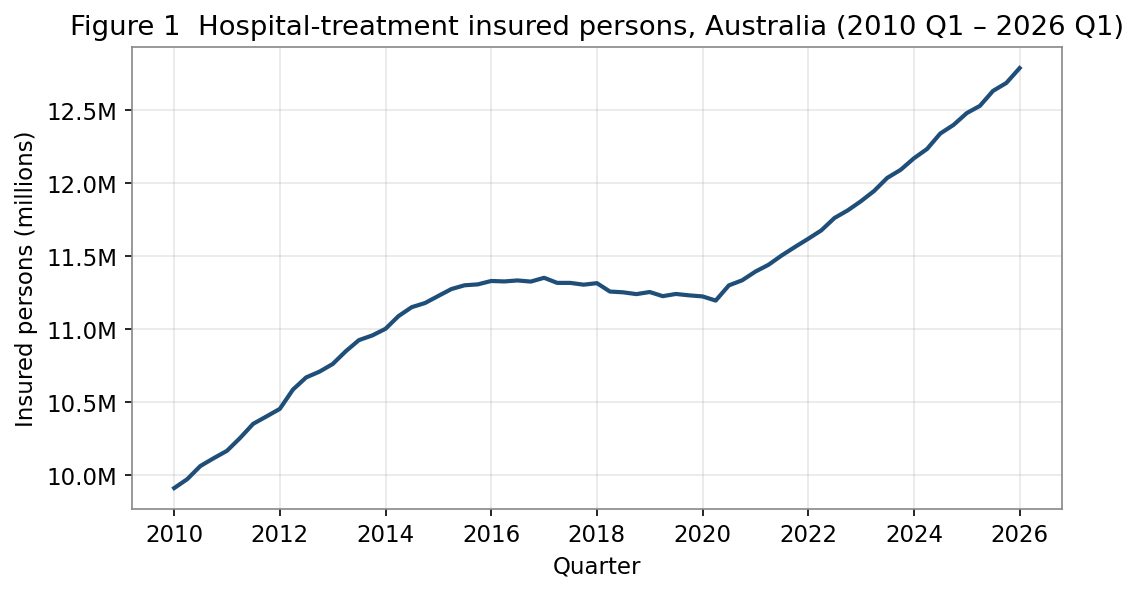 Figure 1  Hospital-treatment insured persons, Australia (2010 Q1 – 2026 Q1)
Insured persons (millions)
12.5M
12.0M
11.5M
11.0M
10.5M
10.0M
2010 2012 2014 2016 2018 2020 2022 2024 2026
Quarter